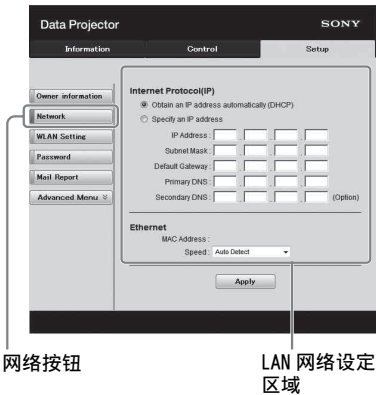 Data Projector
SONY
Information
Control
Setup
Owner information
Network
WLAN Setting
Password
Mail Report
Advanced Menu
Internet Protocol(IP)
Obtain an IP address automatically (DHCP)
Specify an IP address
IP Address :
Subnet Mask :
Default Gateway :
Primary DNS :
Secondary DNS : (Option)
Ethernet
MAC Address :
Speed : Auto Detect
Apply
网络按钮
LAN 网络设定
区域